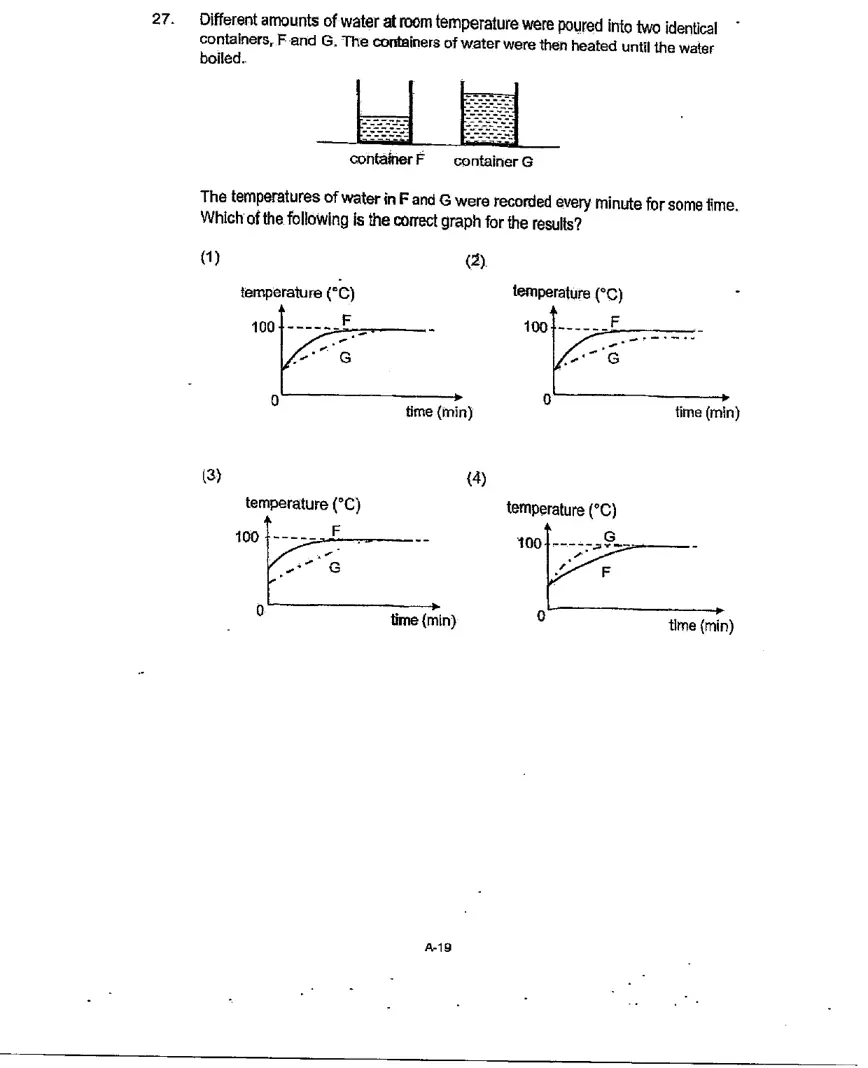 27. Different amounts of water at room temperature were poured into two identical
containers, F and G. The containers of water were then heated until the water
boiled.
container F container G
The temperatures of water in F and G were recorded every minute for some time.
Which of the following is the correct graph for the results?
(1) (2)
temperature (°C) temperature (°C)
100 F 100 F
G G
0 0
time (min) time (min)
(3) (4)
temperature (°C) temperature (°C)
100 F 100 G
G F
0 0
time (min) time (min)
A-19